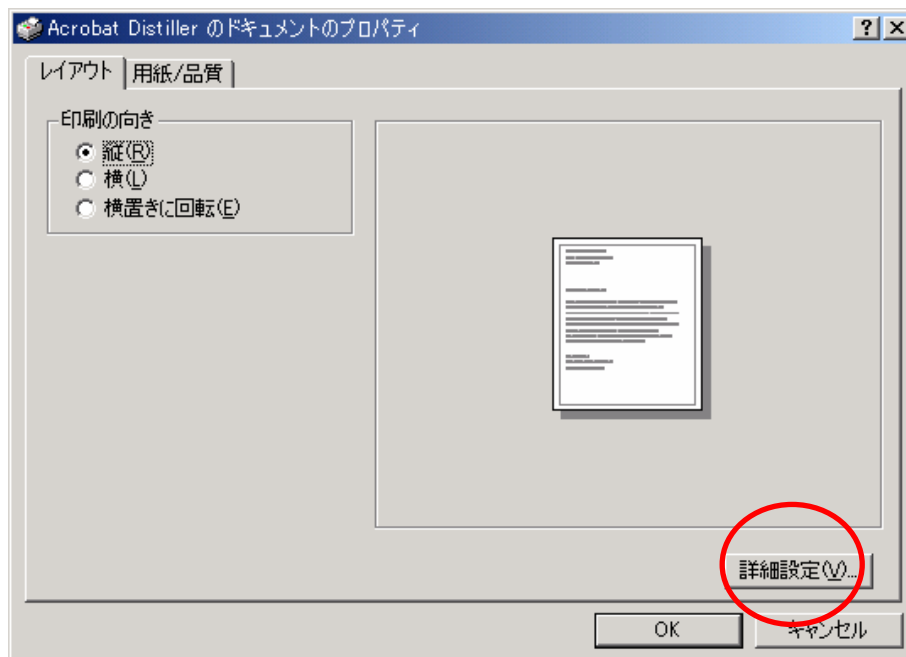 Acrobat Distiller のドキュメントのプロパティ
レイアウト 用紙/品質
印刷の向き
縦(R)
横(L)
横置きに回転(E)
詳細設定(V)...
OK キャンセル